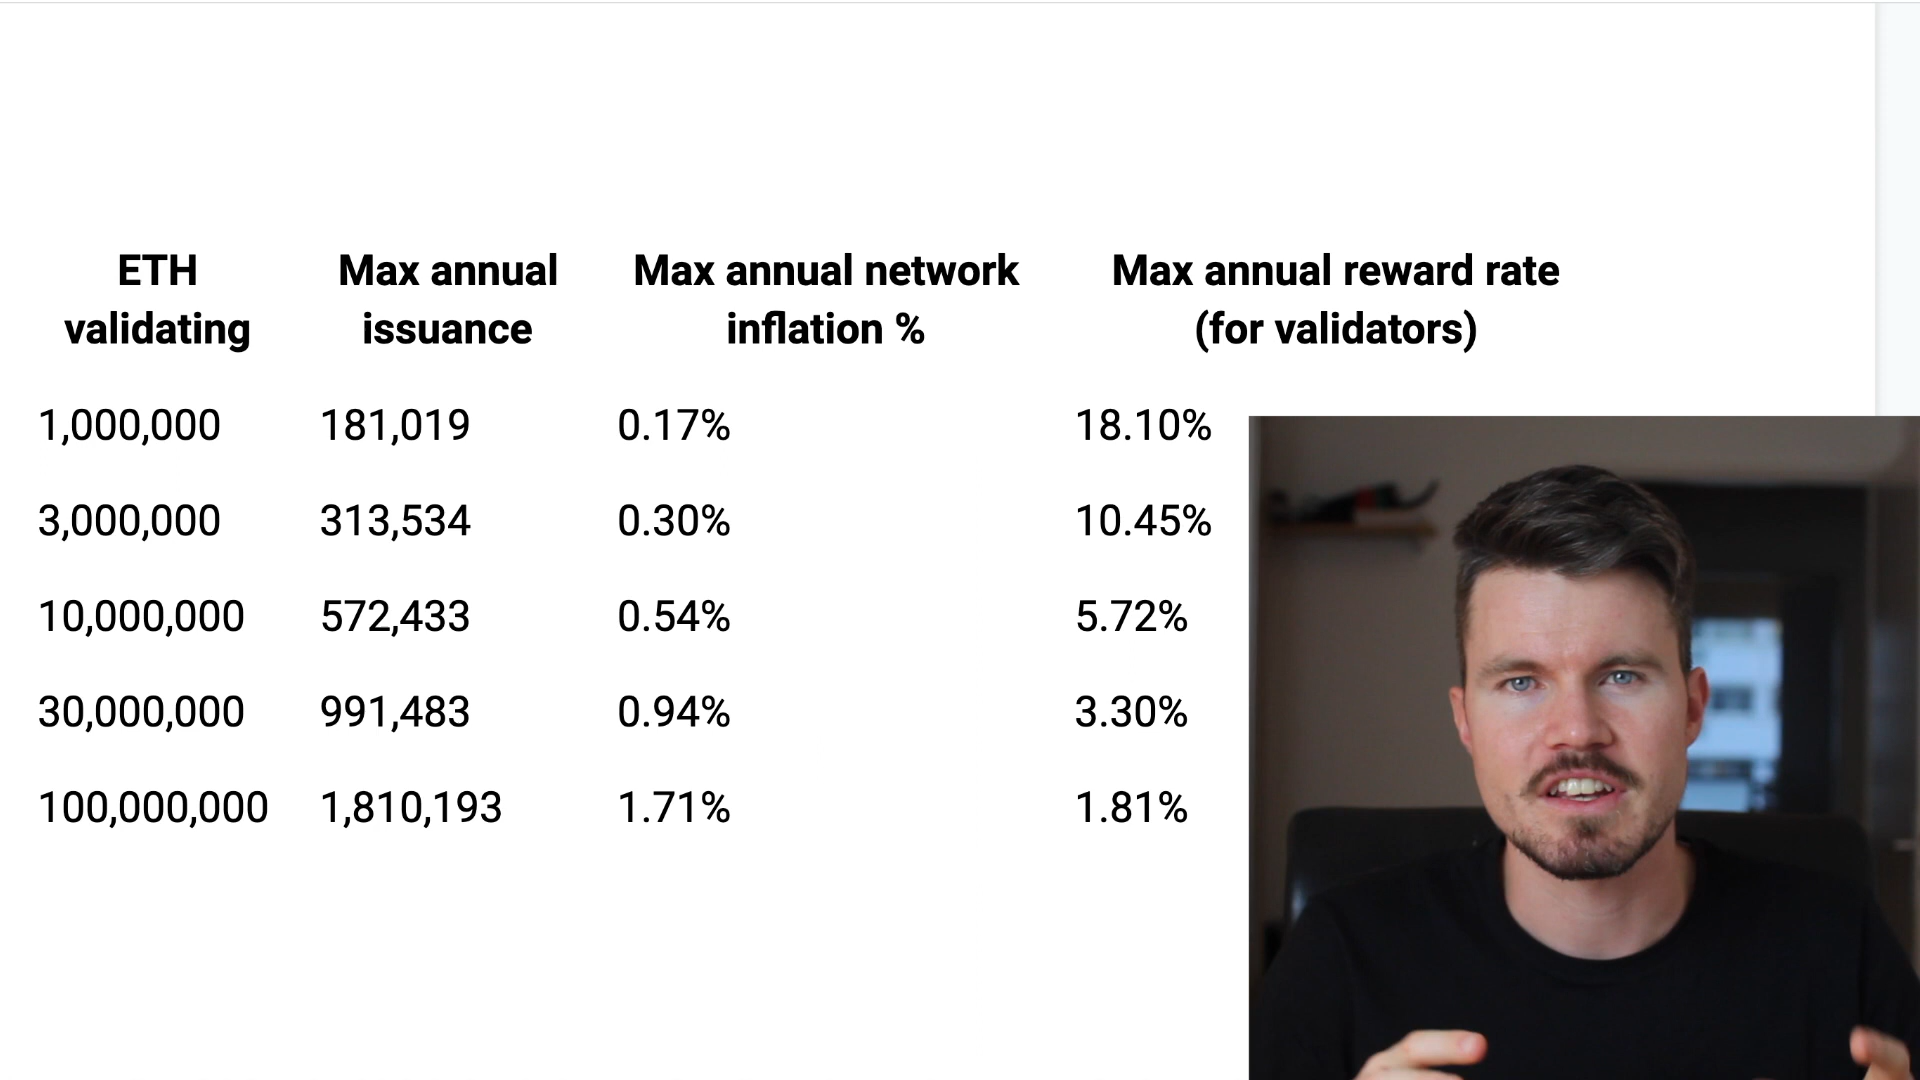 ETH validating
Max annual issuance
Max annual network inflation %
Max annual reward rate (for validators)
1,000,000 181,019 0.17% 18.10%
3,000,000 313,534 0.30% 10.45%
10,000,000 572,433 0.54% 5.72%
30,000,000 991,483 0.94% 3.30%
100,000,000 1,810,193 1.71% 1.81%